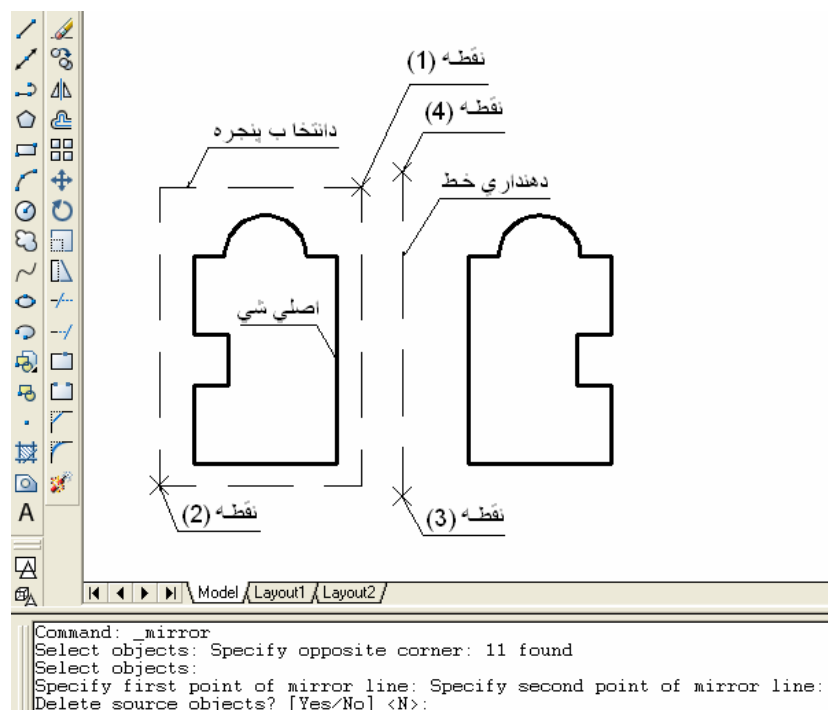 نقطه (1)
نقطه (4)
دانتخا ب پنجره
دهنداري خط
اصلي شي
نقطه (2)
نقطه (3)
A
Model Layout1 Layout2
Command: _mirror
Select objects: Specify opposite corner: 11 found
Select objects:
Specify first point of mirror line: Specify second point of mirror line:
Delete source objects? [Yes/No] <N>: